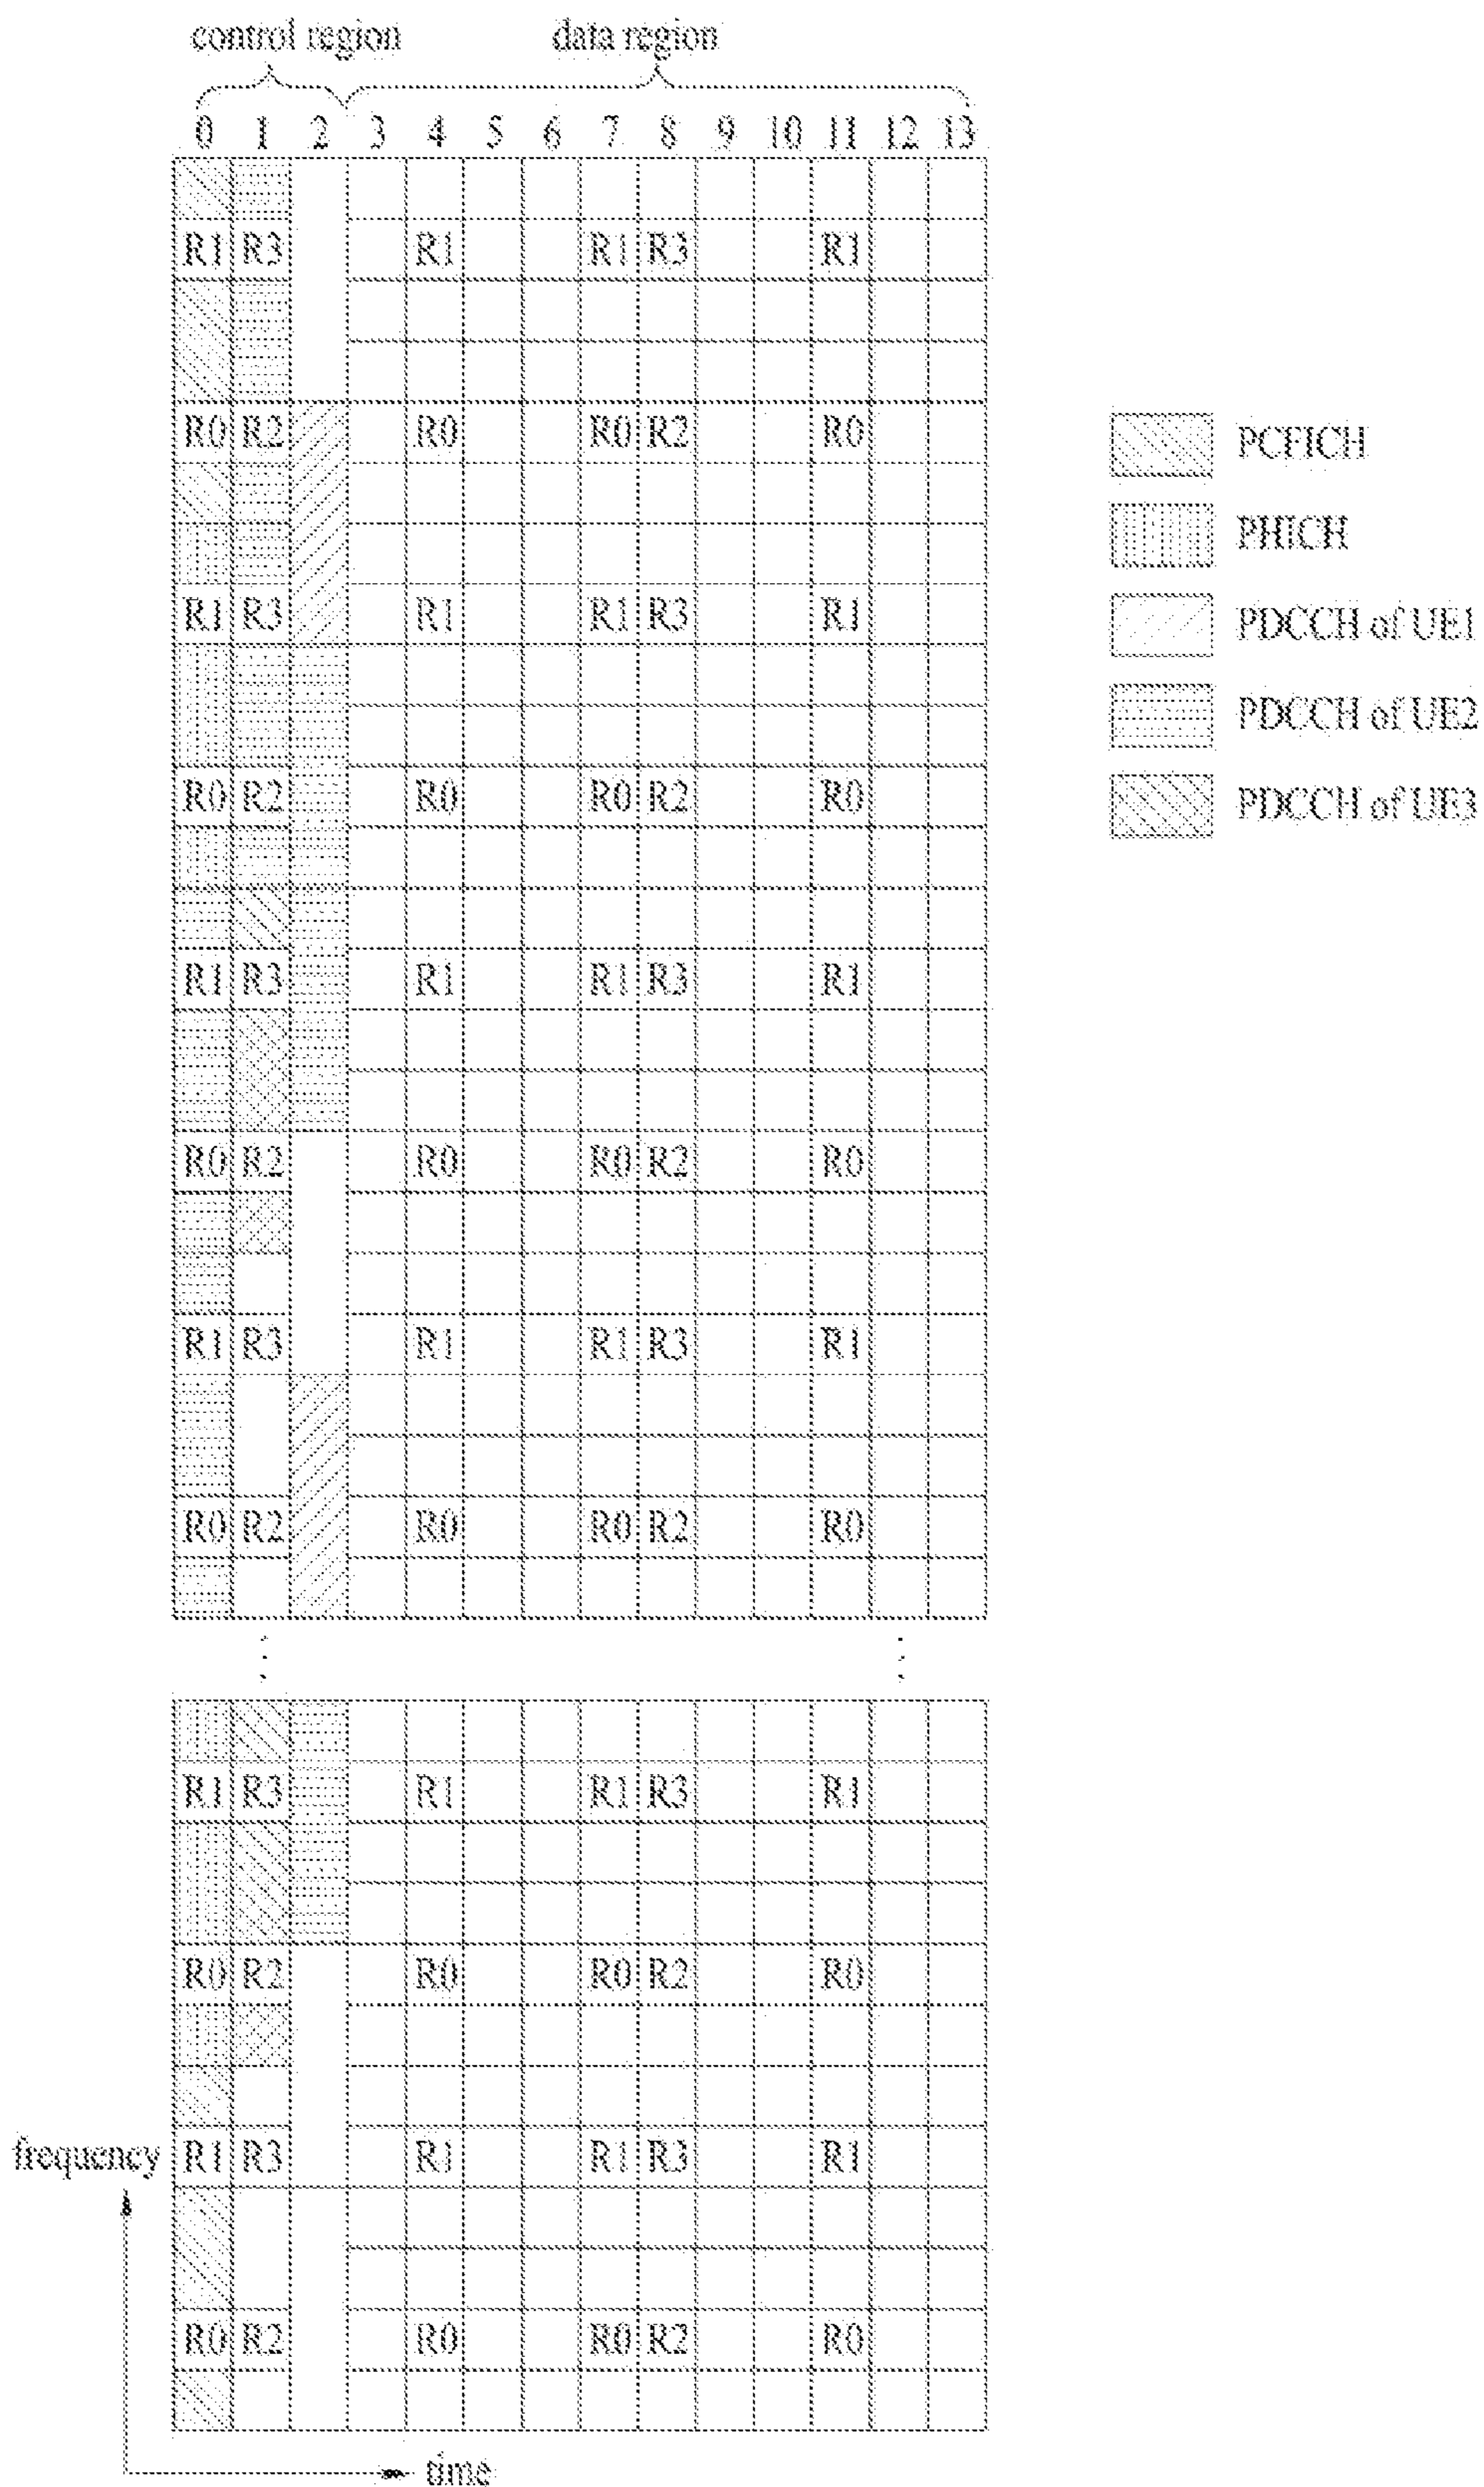 control region data region
0 1 2 3 4 5 6 7 8 9 10 11 12 13
R1 R3 R1 R1 R3 R1
R0 R2 R0 R0 R2 R0
PCFICH
PHICH
R1 R3 R1 R1 R3 R1
PDCCH of UE1
PDCCH of UE2
R0 R2 R0 R0 R2 R0
PDCCH of UE3
R1 R3 R1 R1 R3 R1
R0 R2 R0 R0 R2 R0
R1 R3 R1 R1 R3 R1
R0 R2 R0 R0 R2 R0
R1 R3 R1 R1 R3 R1
R0 R2 R0 R0 R2 R0
frequency R1 R3 R1 R1 R3 R1
R0 R2 R0 R0 R2 R0
time